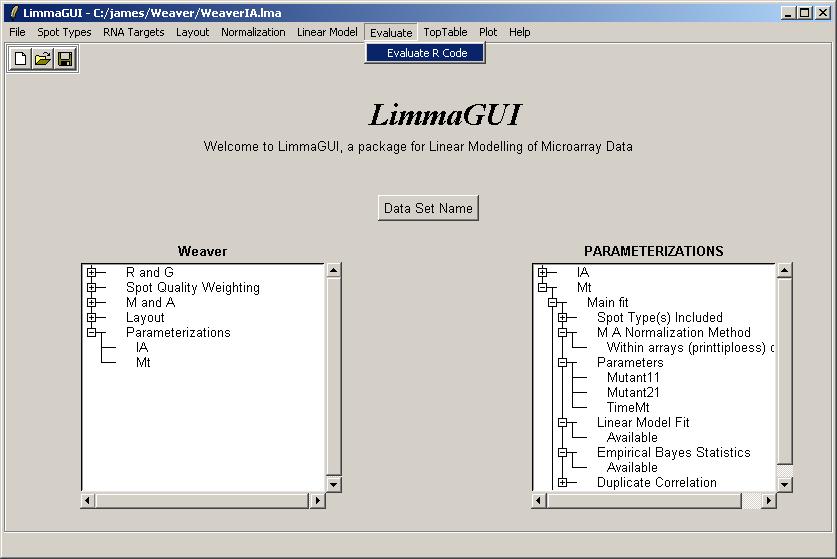 LimmaGUI - C:/james/Weaver/WeaverIA.lma
File Spot Types RNA Targets Layout Normalization Linear Model Evaluate TopTable Plot Help
Evaluate R Code
LimmaGUI
Welcome to LimmaGUI, a package for Linear Modelling of Microarray Data
Data Set Name
Weaver
R and G
Spot Quality Weighting
M and A
Layout
Parameterizations
IA
Mt
PARAMETERIZATIONS
IA
Mt
Main fit
Spot Type(s) Included
M A Normalization Method
Within arrays (printtiploess)
Parameters
Mutant11
Mutant21
TimeMt
Linear Model Fit
Available
Empirical Bayes Statistics
Available
Duplicate Correlation